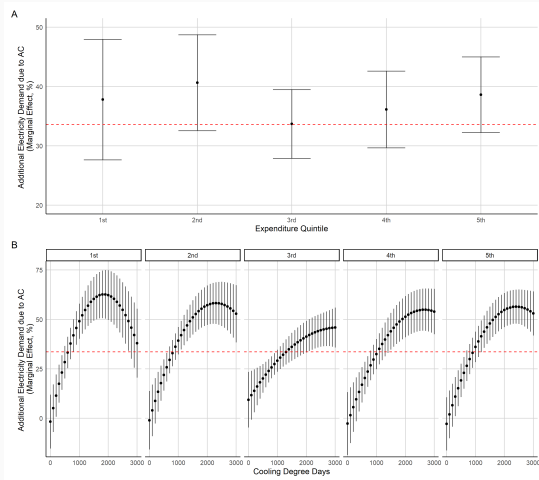 A
Additional Electricity Demand due to AC
(Marginal Effect, %)
50
40
30
20
1st 2nd 3rd 4th 5th
Expenditure Quintile
B
1st 2nd 3rd 4th 5th
Additional Electricity Demand due to AC
(Marginal Effect, %)
75
50
25
0
0 1000 2000 3000 0 1000 2000 3000 0 1000 2000 3000 0 1000 2000 3000 0 1000 2000 3000
Cooling Degree Days